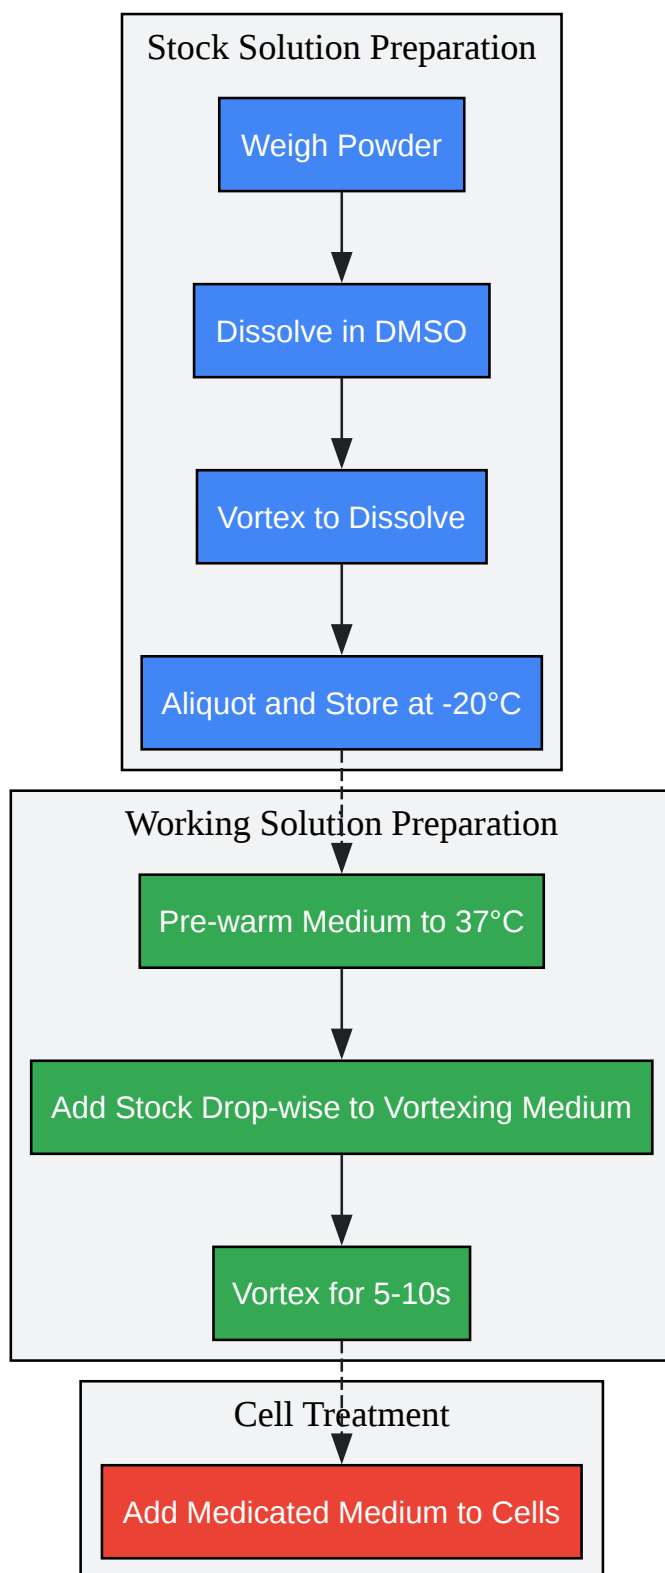 Stock Solution Preparation
Weigh Powder
Dissolve in DMSO
Vortex to Dissolve
Aliquot and Store at -20°C
Working Solution Preparation
Pre-warm Medium to 37°C
Add Stock Drop-wise to Vortexing Medium
Vortex for 5-10s
Cell Treatment
Add Medicated Medium to Cells